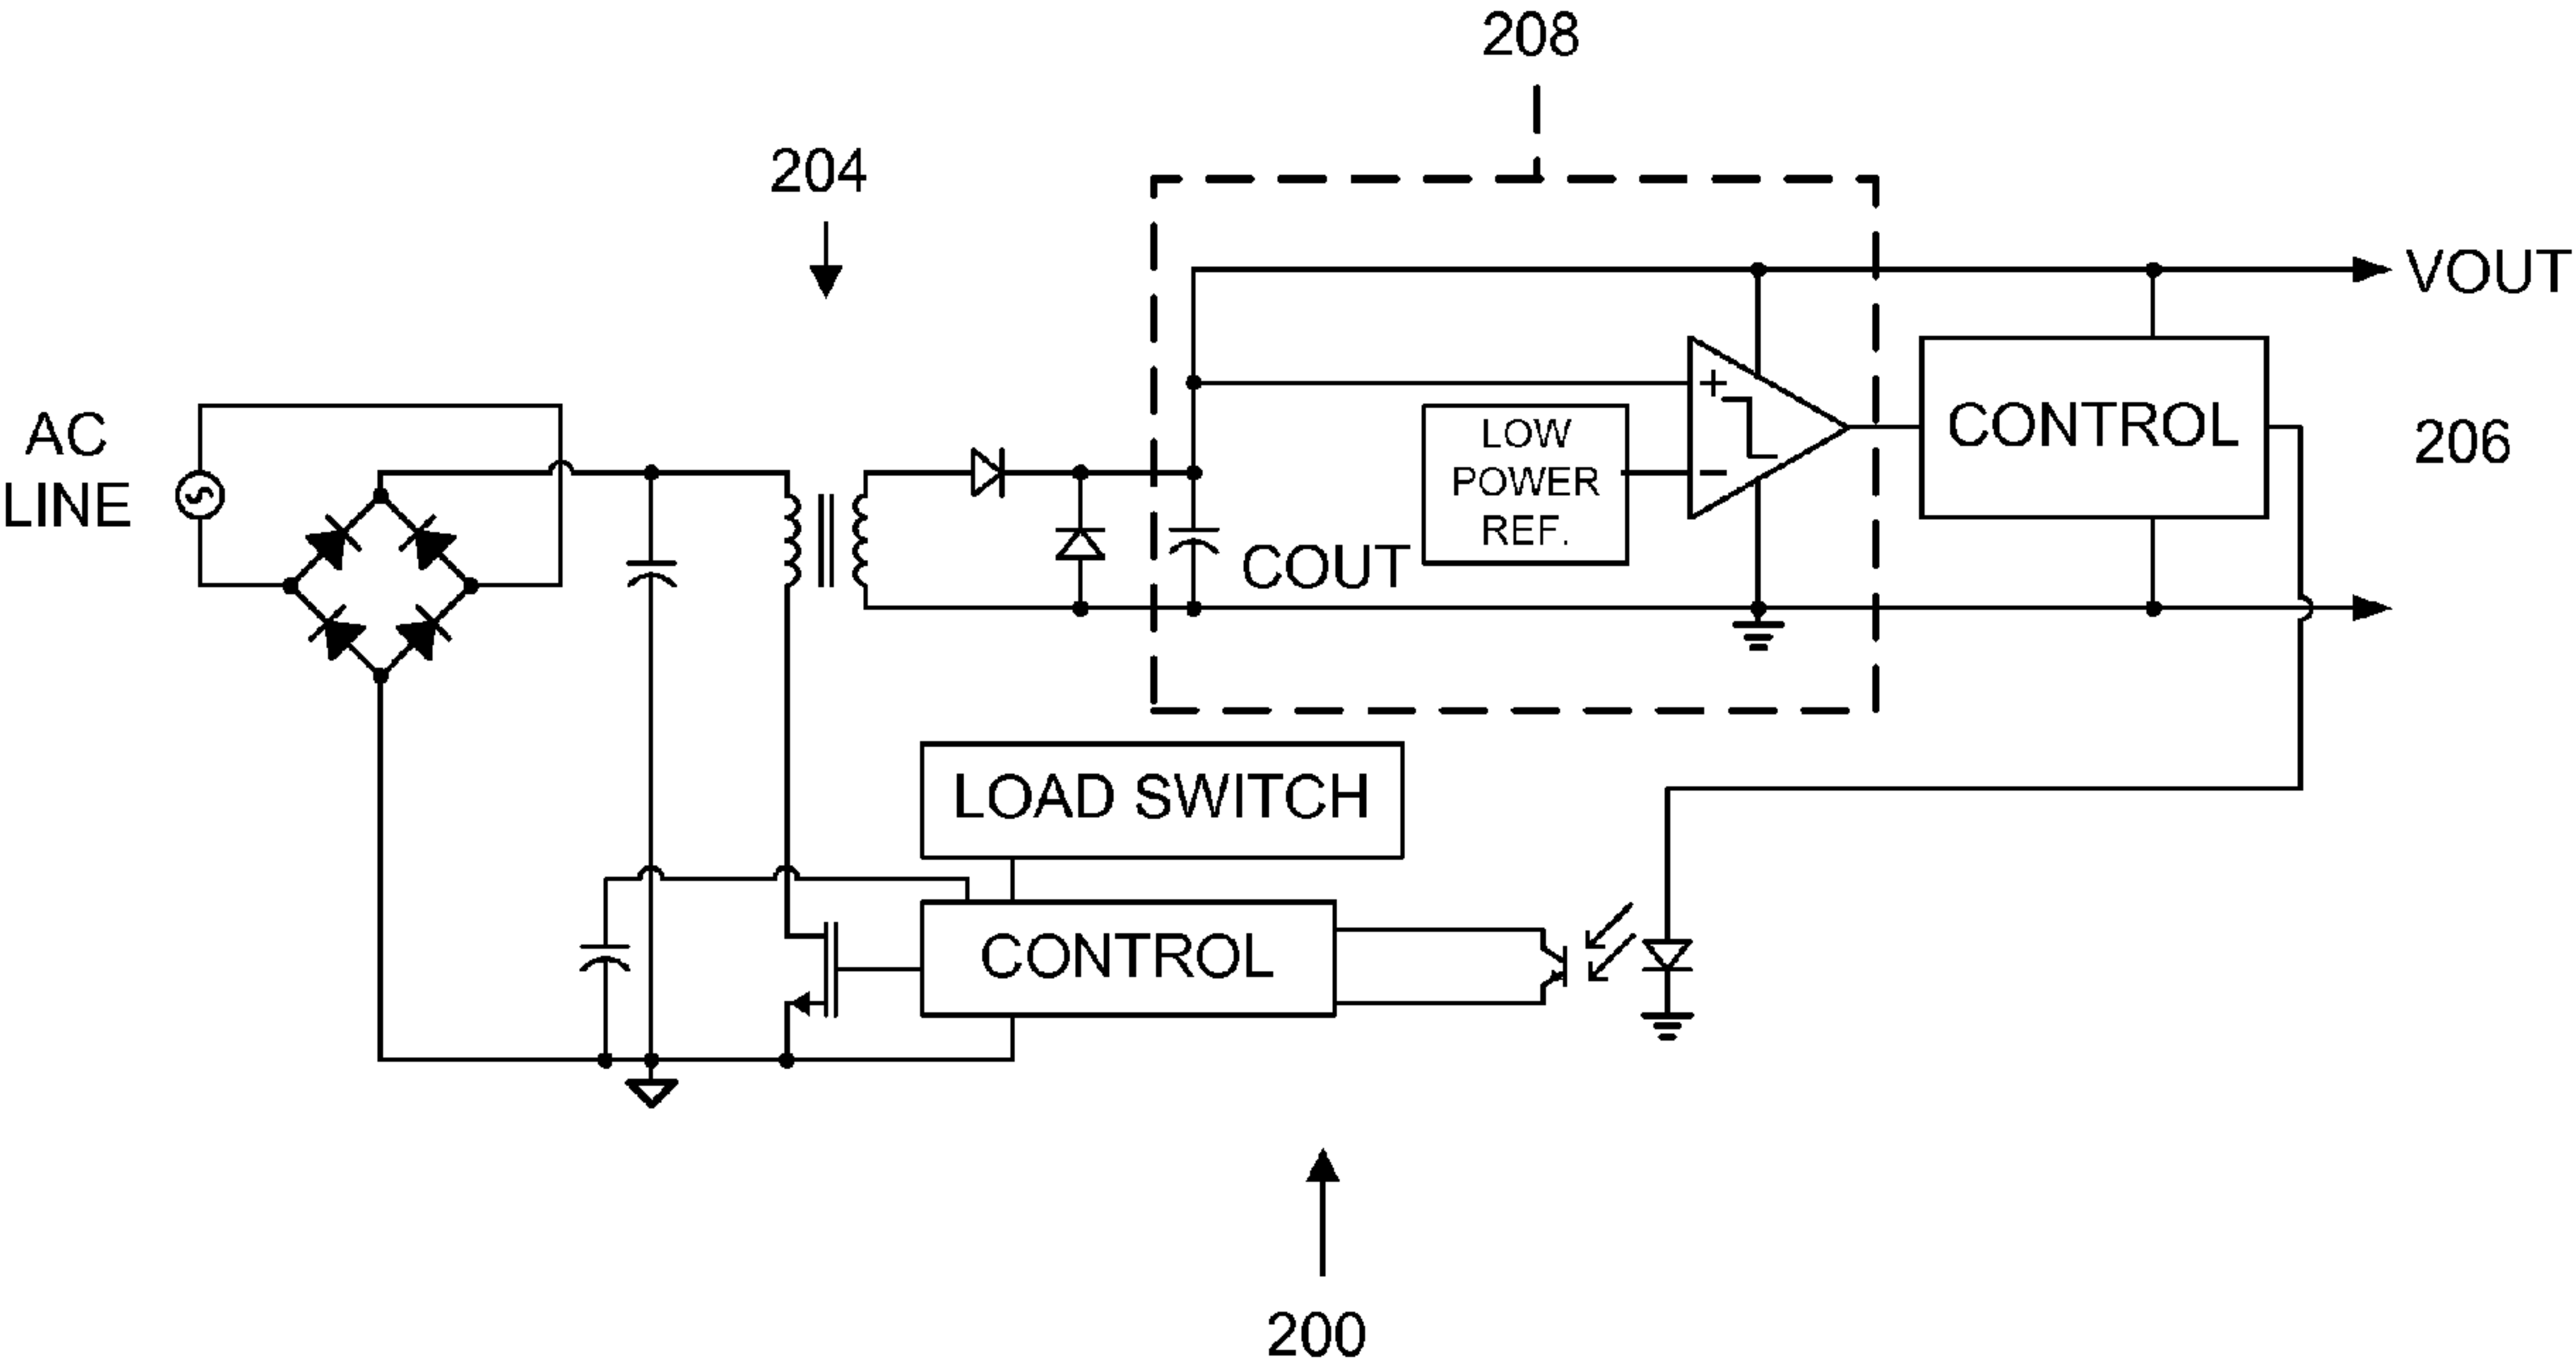 208
204
VOUT
AC
LINE
+
LOW
POWER
REF.
−
CONTROL
206
COUT
LOAD SWITCH
CONTROL
200